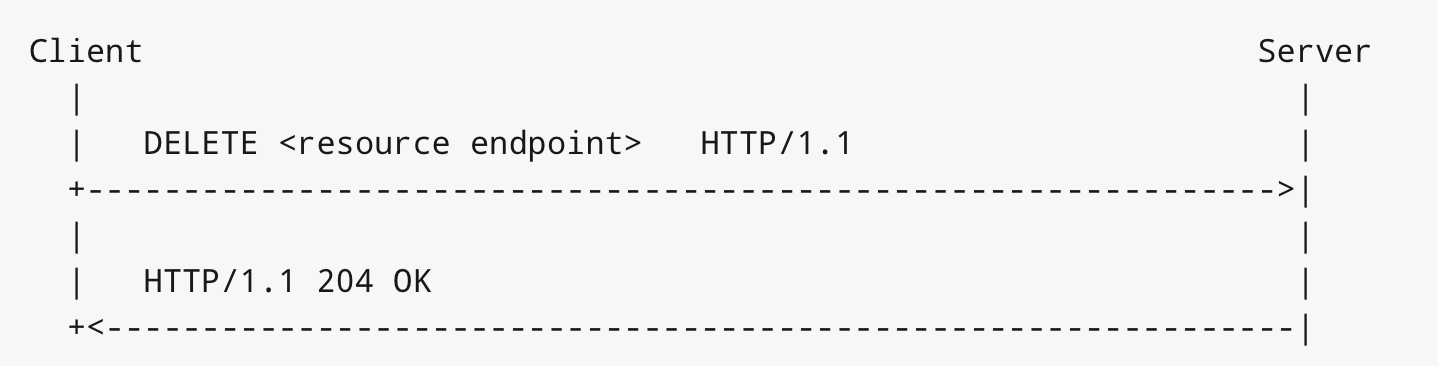 Client                                                          Server
  |                                                                |
  |   DELETE <resource endpoint>   HTTP/1.1                        |
  +-------------------------------------------------------------->|
  |                                                                |
  |   HTTP/1.1 204 OK                                              |
  +<--------------------------------------------------------------|